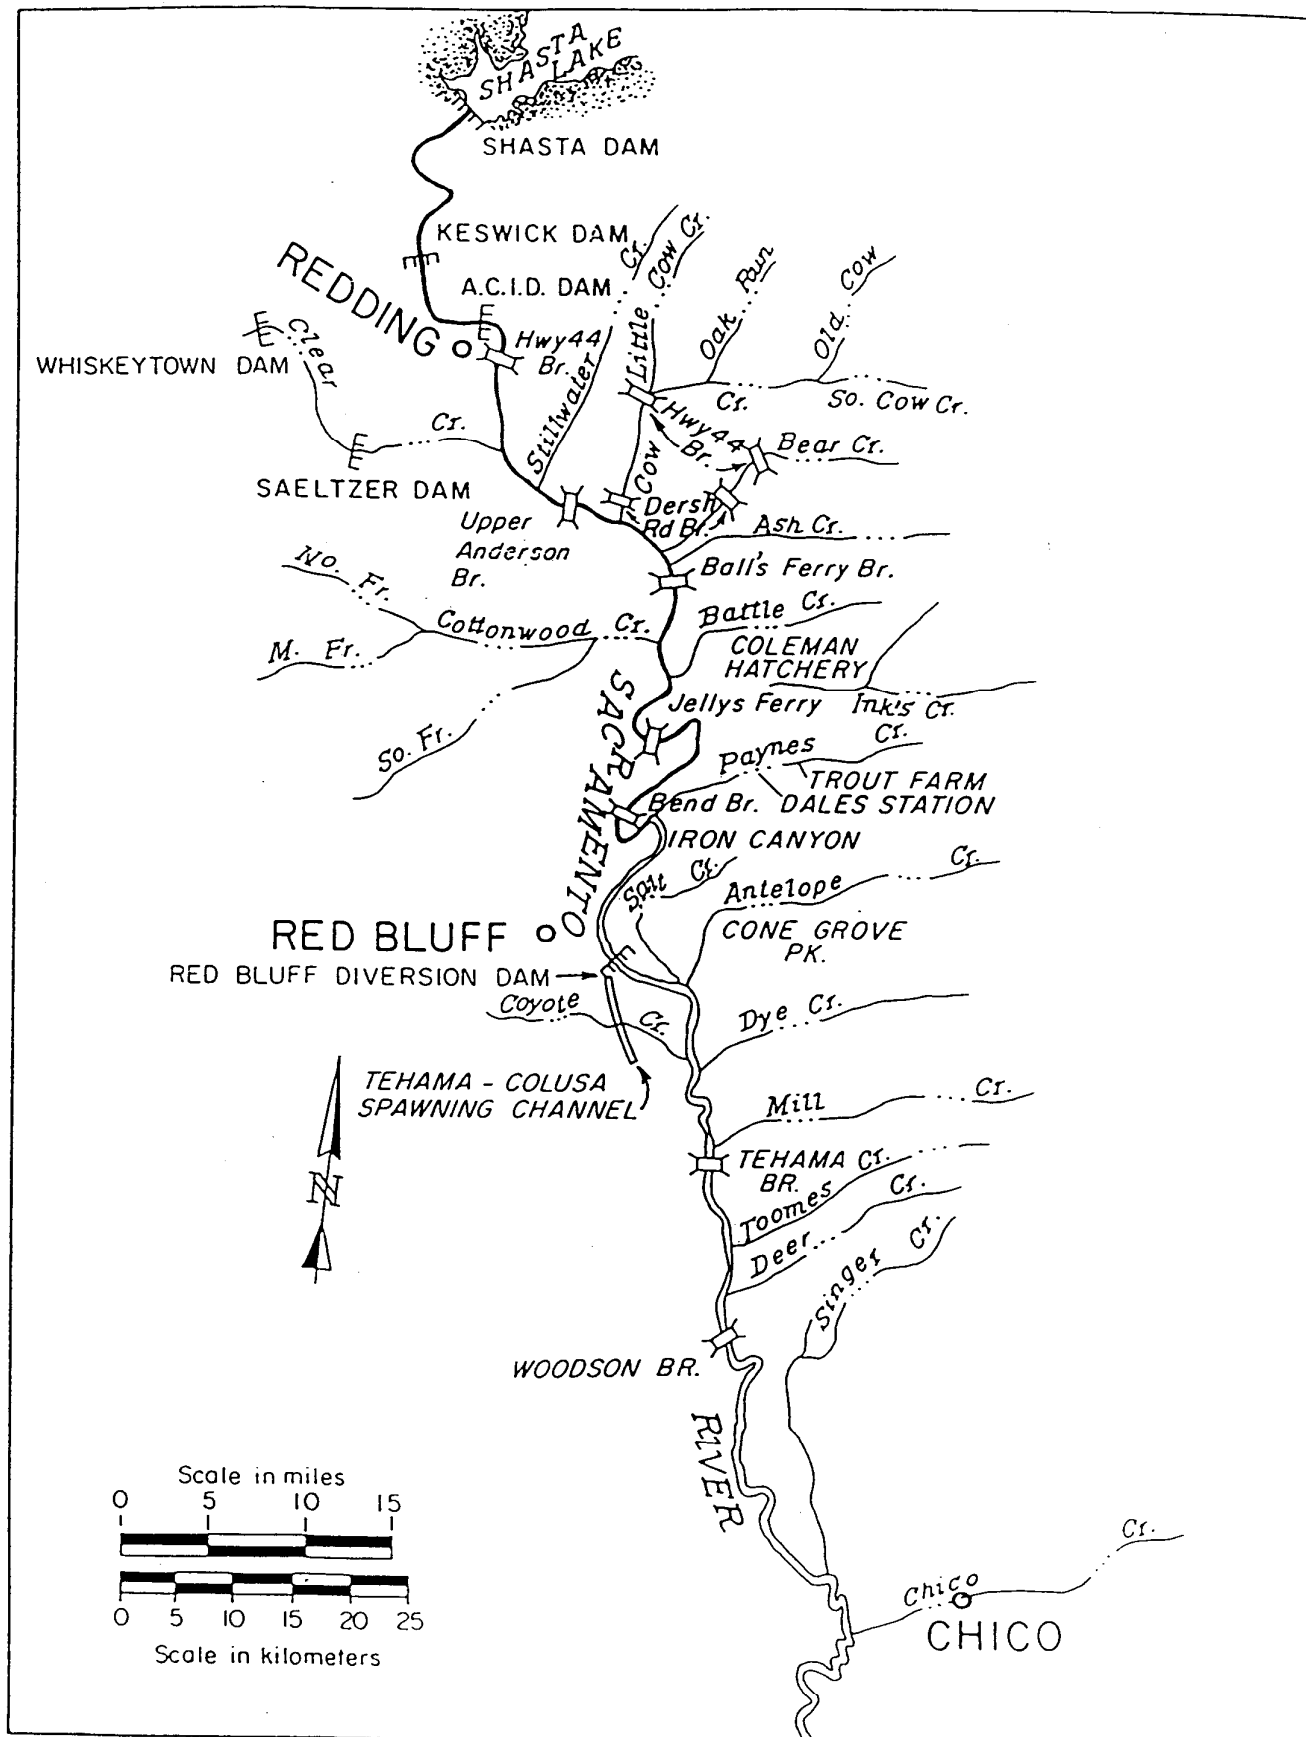 SHASTA
LAKE
SHASTA DAM
KESWICK DAM
REDDING
A.C.I.D. DAM
Hwy 44
Br.
WHISKEYTOWN DAM
Clear
Cr.
SAELTZER DAM
Stillwater
Cr.
Little
Cow Cr.
Oak Run
Old Cow
Cr.
So. Cow Cr.
Hwy 44
Br.
Bear Cr.
Cow
Dersh
Rd Br.
Ash Cr.
Upper
Anderson
Br.
Ball's Ferry Br.
No. Fr.
M. Fr.
Cottonwood Cr.
So. Fr.
Battle Cr.
COLEMAN
HATCHERY
Jellys Ferry
Ink's Cr.
SACRAMENTO
Paynes Cr.
TROUT FARM
DALES STATION
Bend Br.
IRON CANYON
Salt Cr.
Antelope Cr.
CONE GROVE
PK.
RED BLUFF
RED BLUFF DIVERSION DAM
Coyote Cr.
Dye Cr.
TEHAMA - COLUSA
SPAWNING CHANNEL
Mill Cr.
N
TEHAMA
BR.
Toomes Cr.
Deer Cr.
Singer Cr.
WOODSON BR.
RIVER
Scale in miles
0 5 10 15
0 5 10 15 20 25
Scale in kilometers
Chico Cr.
CHICO